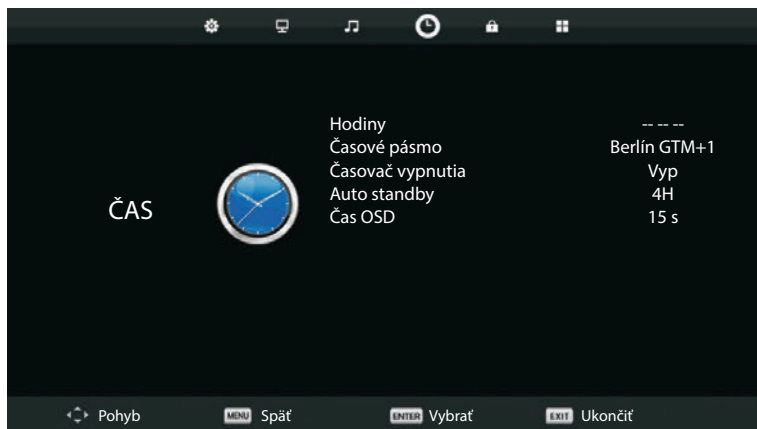 Hodiny -- -- --
Časové pásmo Berlín GTM+1
Časovač vypnutia Vyp
Auto standby 4H
Čas OSD 15 s
ČAS
Pohyb MENU Späť ENTER Vybrať EXIT Ukončiť